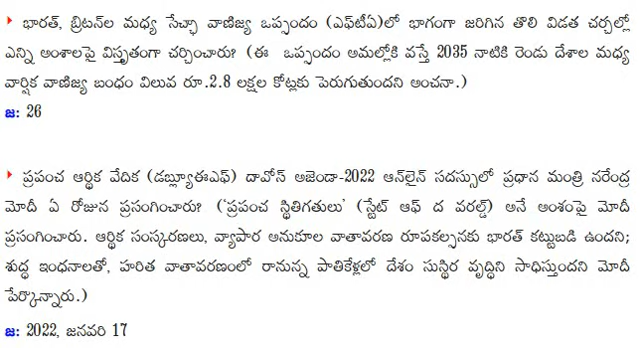 భారత్, బ్రిటన్‌ల మధ్య సేచ్ఛా వాణిజ్య ఒప్పందం (ఎఫ్‌టీఏ)లో భాగంగా జరిగిన తొలి విడత చర్చల్లో
ఎన్ని అంశాలపై విస్తృతంగా చర్చించారు? (ఈ ఒప్పందం అమల్లోకి వస్తే 2035 నాటికి రెండు దేశాల మధ్య
వార్షిక వాణిజ్య బంధం విలువ రూ.2.8 లక్షల కోట్లకు పెరుగుతుందని అంచనా.)
జ: 26
ప్రపంచ ఆర్థిక వేదిక (డబ్ల్యూఈఎఫ్) దావోస్ అజెండా-2022 ఆన్‌లైన్ సదస్సులో ప్రధాన మంత్రి నరేంద్ర
మోదీ ఏ రోజున ప్రసంగించారు? ('ప్రపంచ స్థితిగతులు' (స్టేట్ ఆఫ్ ద వరల్డ్) అనే అంశంపై మోదీ
ప్రసంగించారు. ఆర్థిక సంస్కరణలు, వ్యాపార అనుకూల వాతావరణ రూపకల్పనకు భారత్ కట్టుబడి ఉందని;
శుద్ధ ఇంధనాలతో, హరిత వాతావరణంలో రానున్న పాతికేళ్లలో దేశం సుస్థిర వృద్ధిని సాధిస్తుందని మోదీ
పేర్కొన్నారు.)
జ: 2022, జనవరి 17